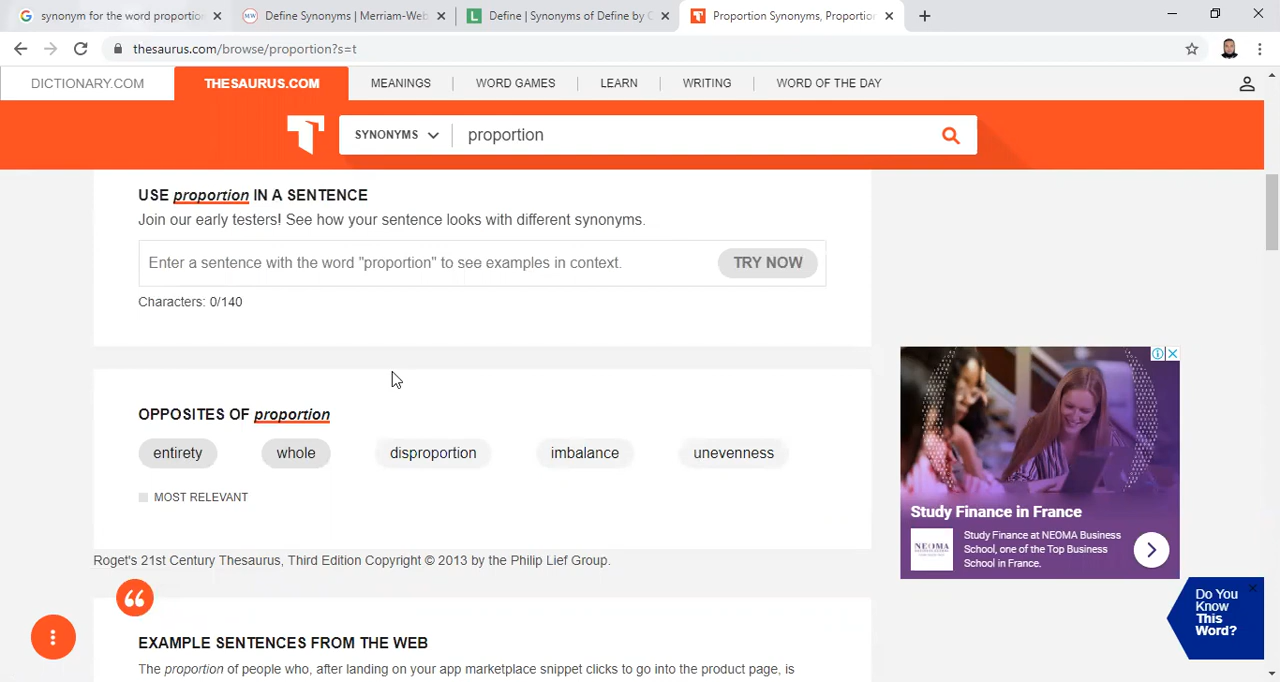 synonym for the word proportion
Define Synonyms | Merriam-Web
Define | Synonyms of Define by
Proportion Synonyms, Proportion
thesaurus.com/browse/proportion?s=t
DICTIONARY.COM
THESAURUS.COM
MEANINGS
WORD GAMES
LEARN
WRITING
WORD OF THE DAY
SYNONYMS
proportion
USE proportion IN A SENTENCE
Join our early testers! See how your sentence looks with different synonyms.
Enter a sentence with the word "proportion" to see examples in context.
TRY NOW
Characters: 0/140
OPPOSITES OF proportion
entirety
whole
disproportion
imbalance
unevenness
MOST RELEVANT
Roget's 21st Century Thesaurus, Third Edition Copyright © 2013 by the Philip Lief Group.
EXAMPLE SENTENCES FROM THE WEB
The proportion of people who, after landing on your app marketplace snippet clicks to go into the product page, is
Study Finance in France
NEOMA
Study Finance at NEOMA Business
School, one of the Top Business
School in France.
Do You
Know
This
Word?